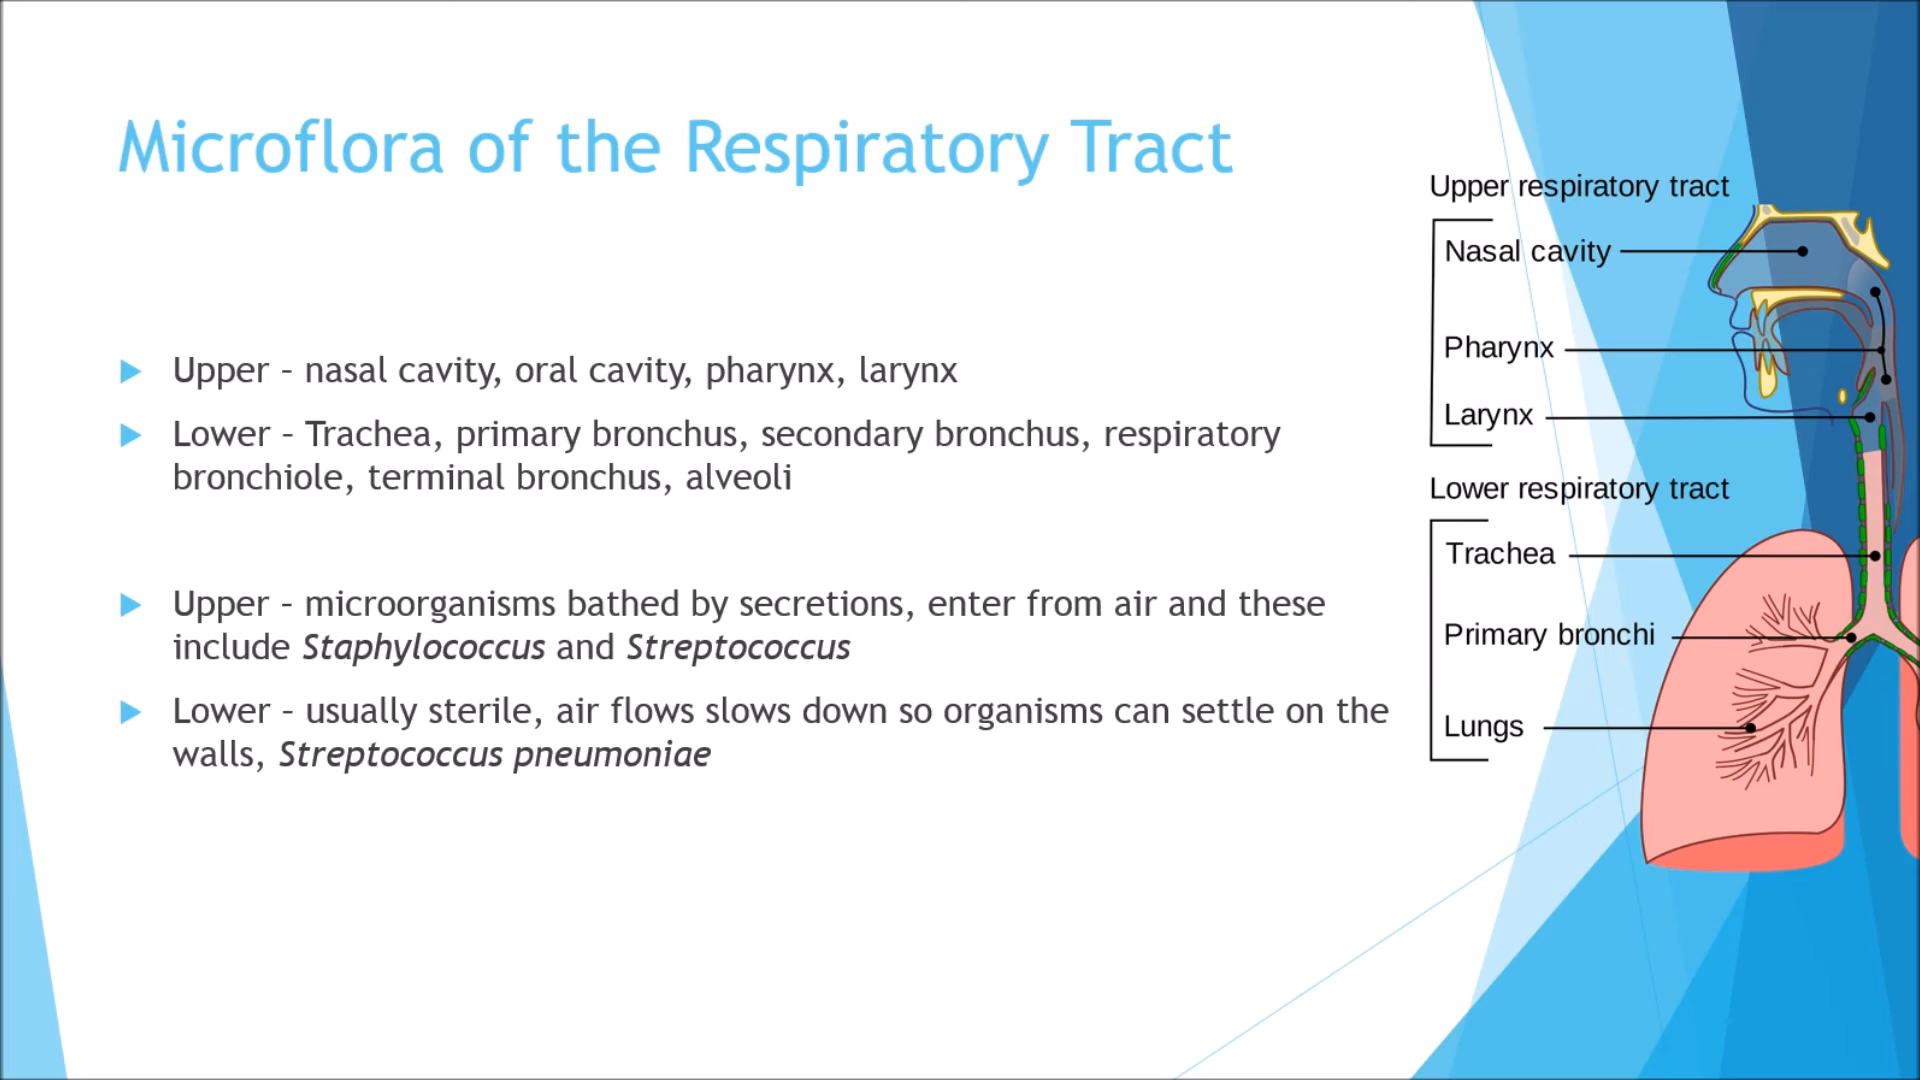 Microflora of the Respiratory Tract
Upper – nasal cavity, oral cavity, pharynx, larynx
Lower – Trachea, primary bronchus, secondary bronchus, respiratory
bronchiole, terminal bronchus, alveoli
Upper – microorganisms bathed by secretions, enter from air and these
include Staphylococcus and Streptococcus
Lower – usually sterile, air flows slows down so organisms can settle on the
walls, Streptococcus pneumoniae
Upper respiratory tract
Nasal cavity
Pharynx
Larynx
Lower respiratory tract
Trachea
Primary bronchi
Lungs